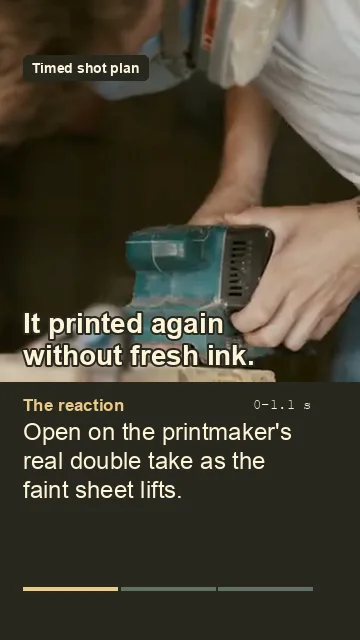 Timed shot plan
It printed again
without fresh ink.
The reaction 0–1.1 s
Open on the printmaker's
real double take as the
faint sheet lifts.